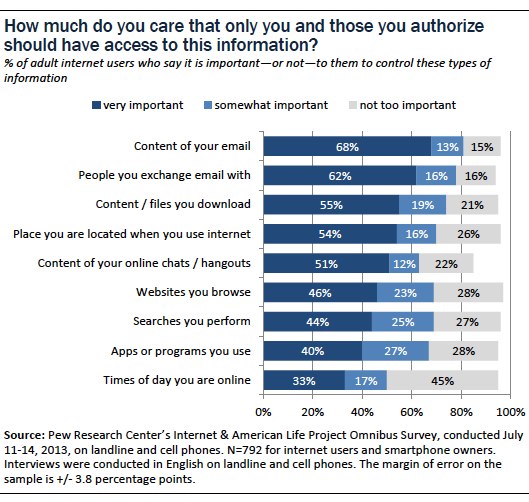 How much do you care that only you and those you authorize
should have access to this information?
% of adult internet users who say it is important—or not—to them to control these types of
information
very important somewhat important not too important
Content of your email 68% 13% 15%
People you exchange email with 62% 16% 16%
Content / files you download 55% 19% 21%
Place you are located when you use internet 54% 16% 26%
Content of your online chats / hangouts 51% 12% 22%
Websites you browse 46% 23% 28%
Searches you perform 44% 25% 27%
Apps or programs you use 40% 27% 28%
Times of day you are online 33% 17% 45%
0% 20% 40% 60% 80% 100%
Source: Pew Research Center's Internet & American Life Project Omnibus Survey, conducted July
11-14, 2013, on landline and cell phones. N=792 for internet users and smartphone owners.
Interviews were conducted in English on landline and cell phones. The margin of error on the
sample is +/- 3.8 percentage points.